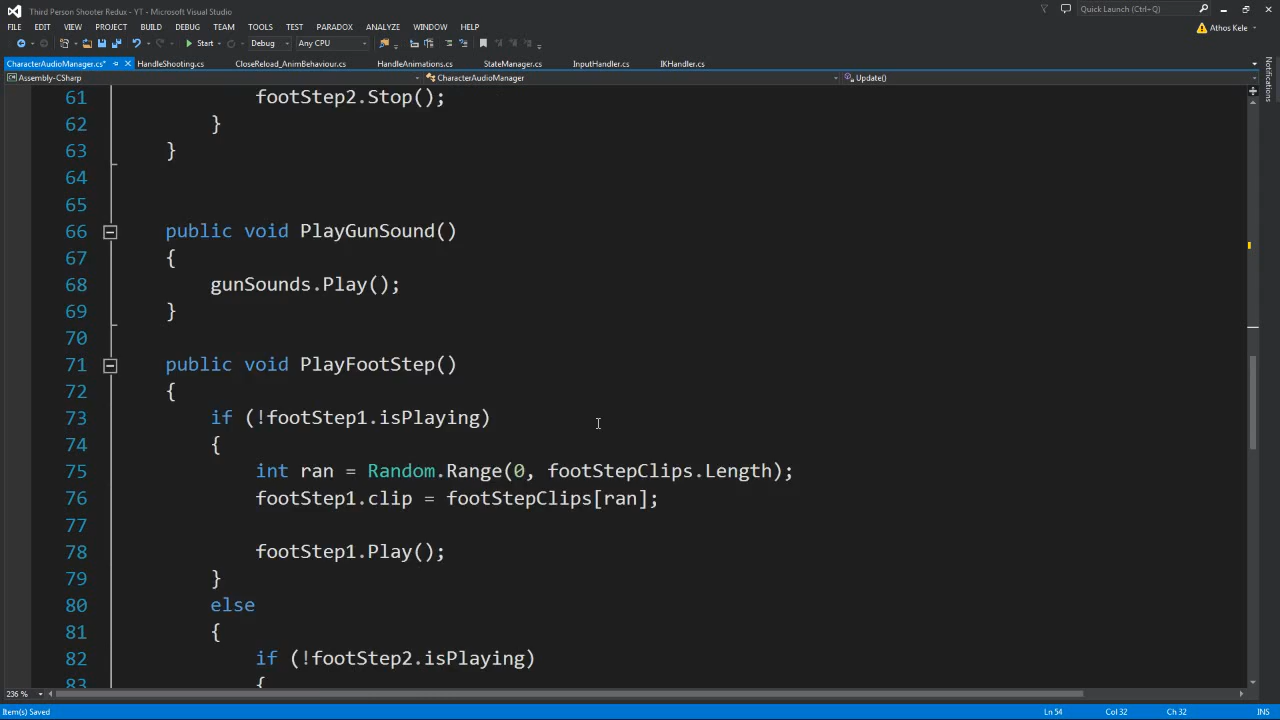 Third Person Shooter Redux - YT - Microsoft Visual Studio
Quick Launch (Ctrl+Q)
FILE EDIT VIEW PROJECT BUILD DEBUG TEAM TOOLS TEST PARADOX ANALYZE WINDOW HELP
Athos Kele
Start Debug Any CPU
CharacterAudioManager.cs* HandleShooting.cs CloseReload_AnimBehaviour.cs HandleAnimations.cs StateManager.cs InputHandler.cs IKHandler.cs
Assembly-CSharp CharacterAudioManager Update()
Notifications
61 footStep2.Stop();
62 }
63 }
64
65
66 public void PlayGunSound()
67 {
68 gunSounds.Play();
69 }
70
71 public void PlayFootStep()
72 {
73 if (!footStep1.isPlaying)
74 {
75 int ran = Random.Range(0, footStepClips.Length);
76 footStep1.clip = footStepClips[ran];
77
78 footStep1.Play();
79 }
80 else
81 {
82 if (!footStep2.isPlaying)
83 {
236 %
Item(s) Saved Ln 54 Col 32 Ch 32 INS